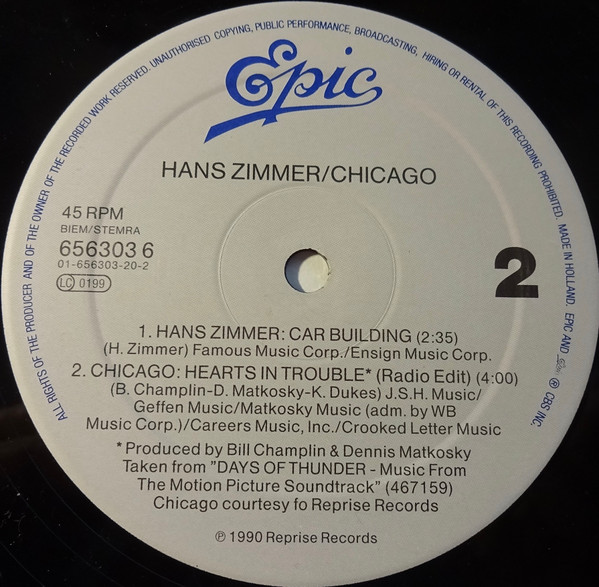 ALL RIGHTS OF THE PRODUCER AND OF THE OWNER OF THE RECORDED WORK RESERVED. UNAUTHORISED COPYING, PUBLIC PERFORMANCE, BROADCASTING, HIRING OR RENTAL OF THIS RECORDING PROHIBITED. MADE IN HOLLAND. EPIC AND ® CBS INC.
Epic
HANS ZIMMER/CHICAGO
45 RPM
BIEM/STEMRA
656303 6
01-656303-20-2
LC 0199
2
1. HANS ZIMMER: CAR BUILDING (2:35)
(H. Zimmer) Famous Music Corp./Ensign Music Corp.
2. CHICAGO: HEARTS IN TROUBLE* (Radio Edit) (4:00)
(B. Champlin-D. Matkosky-K. Dukes) J.S.H. Music/
Geffen Music/Matkosky Music (adm. by WB
Music Corp.)/Careers Music, Inc./Crooked Letter Music
* Produced by Bill Champlin & Dennis Matkosky
Taken from "DAYS OF THUNDER - Music From
The Motion Picture Soundtrack" (467159)
Chicago courtesy fo Reprise Records
℗ 1990 Reprise Records